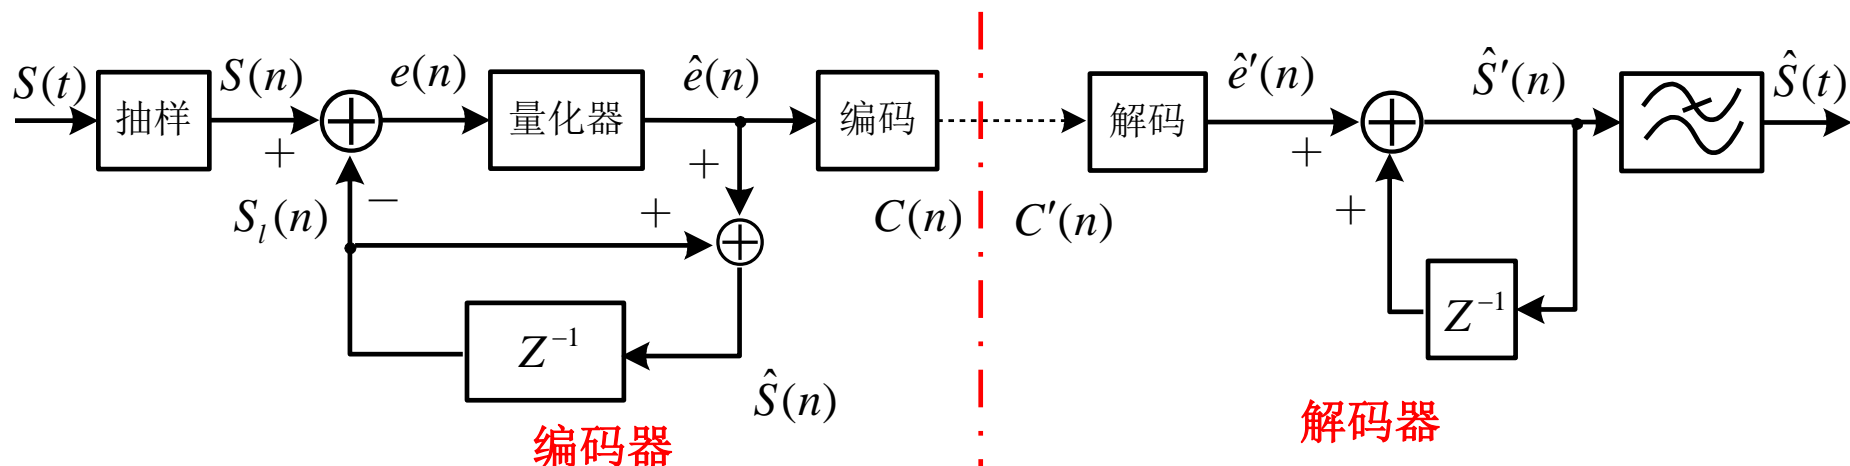 S(t)
抽样
S(n)
+
e(n)
量化器
ê(n)
编码
C(n)
S_l(n)
−
+
+
Z⁻¹
Ŝ(n)
编码器
C′(n)
解码
ê′(n)
+
+
Ŝ′(n)
Z⁻¹
Ŝ(t)
解码器